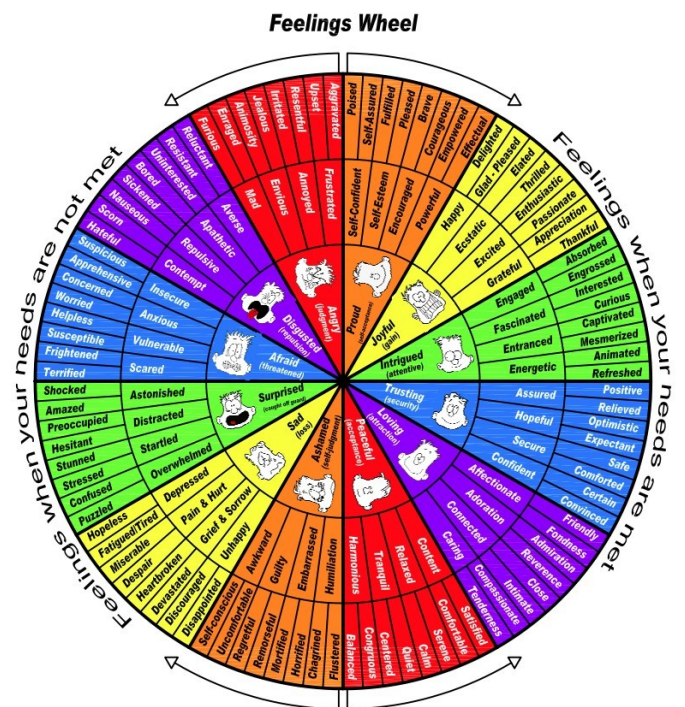 Feelings Wheel
Feelings when your needs are met
Feelings when your needs are not met
Proud
(self-acceptance)
Self-Confident
Self-Esteem
Encouraged
Powerful
Poised
Self-Assured
Fulfilled
Pleased
Brave
Courageous
Empowered
Effectual
Joyful
(gain)
Happy
Ecstatic
Excited
Grateful
Delighted
Glad - Pleased
Elated
Thrilled
Enthusiastic
Passionate
Appreciation
Thankful
Intrigued
(attentive)
Engaged
Fascinated
Entranced
Energetic
Absorbed
Engrossed
Interested
Curious
Captivated
Mesmerized
Animated
Refreshed
Trusting
(security)
Assured
Hopeful
Secure
Confident
Positive
Relieved
Optimistic
Expectant
Safe
Comforted
Certain
Convinced
Loving
(attraction)
Affectionate
Adoration
Connected
Caring
Friendly
Fondness
Admiration
Reverence
Close
Intimate
Compassionate
Tenderness
Peaceful
(acceptance)
Content
Relaxed
Tranquil
Harmonious
Satisfied
Comfortable
Serene
Calm
Quiet
Centered
Congruous
Balanced
Ashamed
(self-judgment)
Humiliation
Embarrassed
Guilty
Awkward
Flustered
Chagrined
Horrified
Mortified
Remorseful
Regretful
Uncomfortable
Self-conscious
Sad
(loss)
Unhappy
Grief & Sorrow
Pain & Hurt
Depressed
Disappointed
Discouraged
Devastated
Heartbroken
Despair
Miserable
Fatigued/Tired
Hopeless
Surprised
(caught off guard)
Overwhelmed
Startled
Distracted
Astonished
Puzzled
Confused
Stressed
Stunned
Hesitant
Preoccupied
Amazed
Shocked
Afraid
(threatened)
Scared
Vulnerable
Anxious
Insecure
Terrified
Frightened
Susceptible
Helpless
Worried
Concerned
Apprehensive
Suspicious
Disgusted
(repulsion)
Contempt
Repulsive
Apathetic
Averse
Hateful
Scorn
Nauseous
Sickened
Bored
Uninterested
Resistant
Reluctant
Angry
(judgment)
Mad
Envious
Annoyed
Frustrated
Furious
Enraged
Animosity
Jealous
Irritated
Resentful
Upset
Aggravated